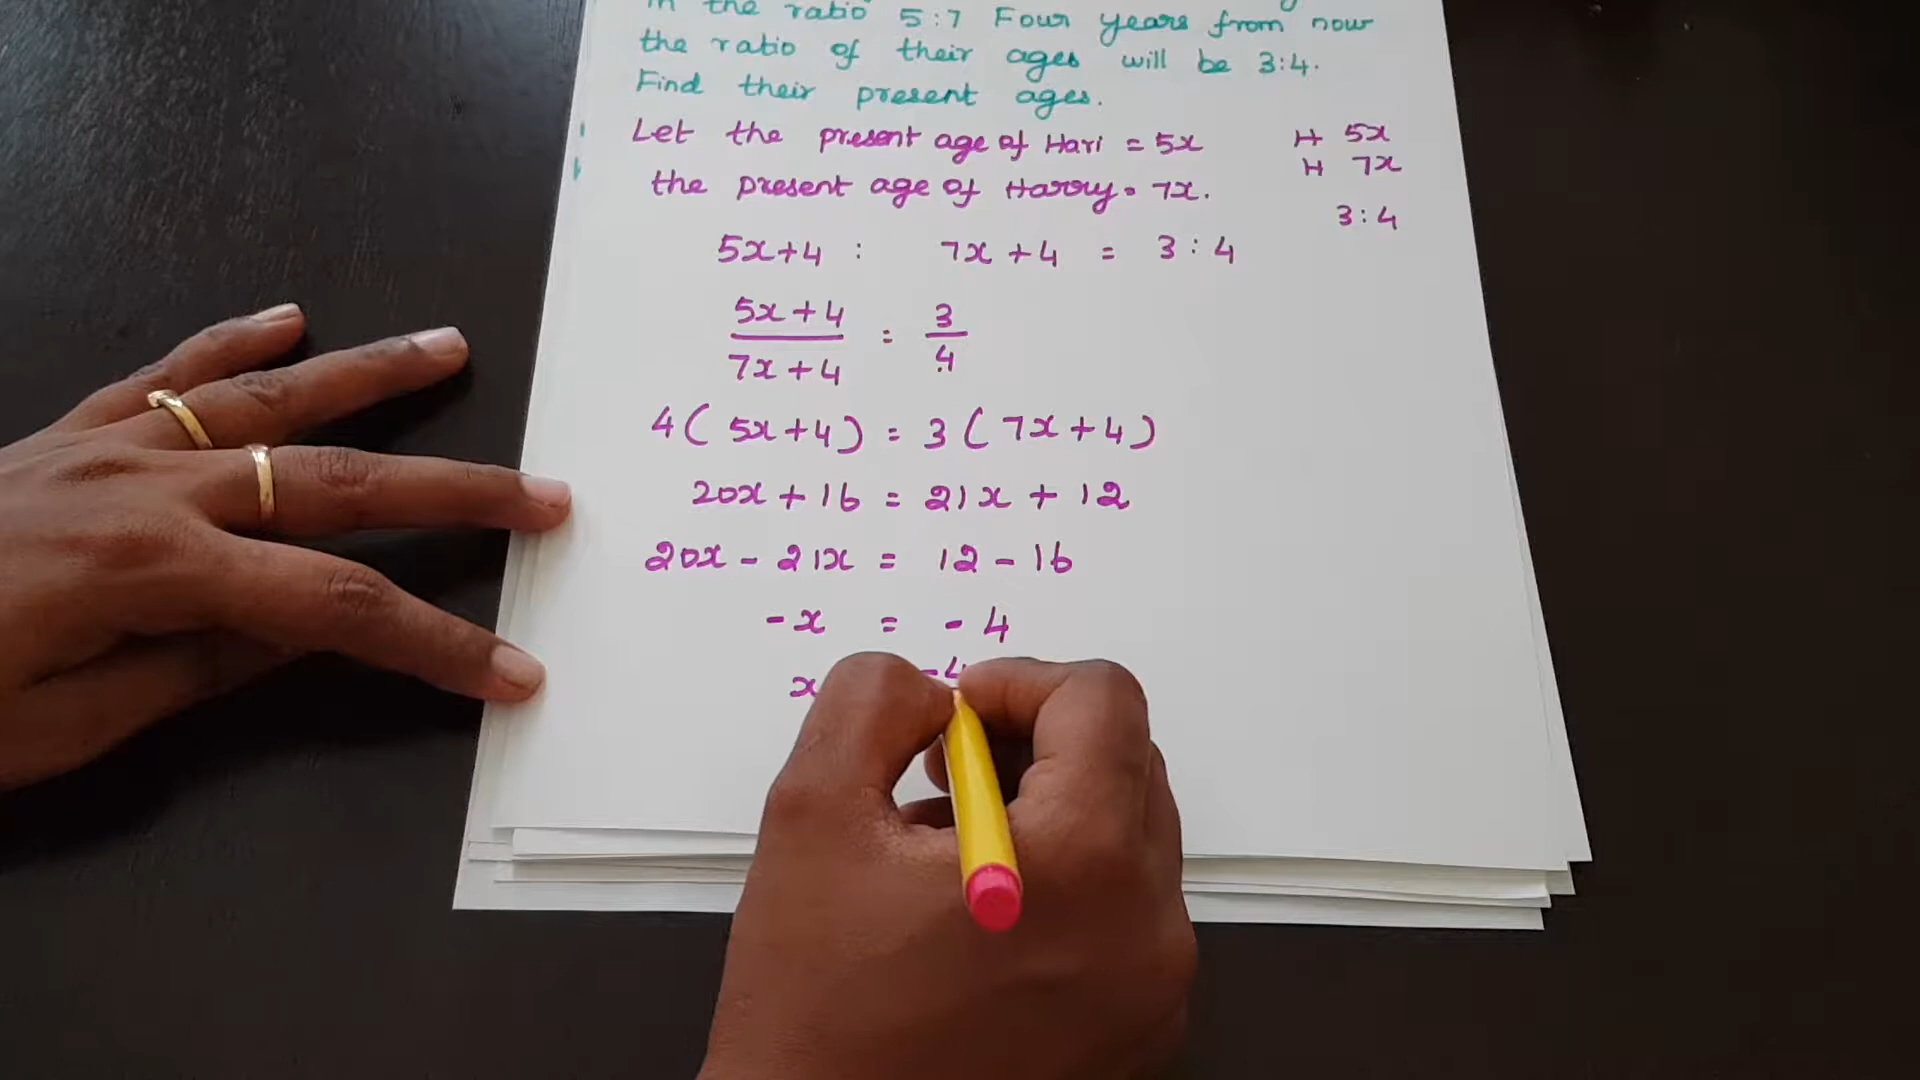 in the ratio 5:7 Four years from now
the ratio of their ages will be 3:4.
Find their present ages.
Let the present age of Hari = 5x
H 5x
the present age of Harry = 7x.
H 7x
3:4
5x+4 : 7x+4 = 3:4
5x+4 = 3
7x+4 4
4(5x+4) = 3(7x+4)
20x+16 = 21x+12
20x-21x = 12-16
-x = -4
x -4